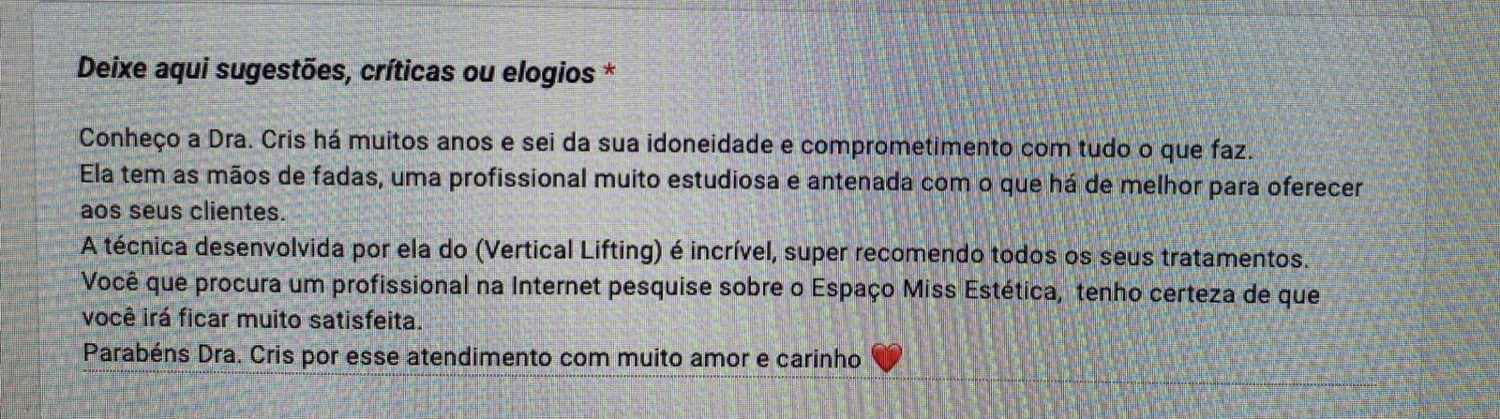 Deixe aqui sugestões, críticas ou elogios *
Conheço a Dra. Cris há muitos anos e sei da sua idoneidade e comprometimento com tudo o que faz.
Ela tem as mãos de fadas, uma profissional muito estudiosa e antenada com o que há de melhor para oferecer
aos seus clientes.
A técnica desenvolvida por ela do (Vertical Lifting) é incrível, super recomendo todos os seus tratamentos.
Você que procura um profissional na Internet pesquise sobre o Espaço Miss Estética,  tenho certeza de que
você irá ficar muito satisfeita.
Parabéns Dra. Cris por esse atendimento com muito amor e carinho ❤️